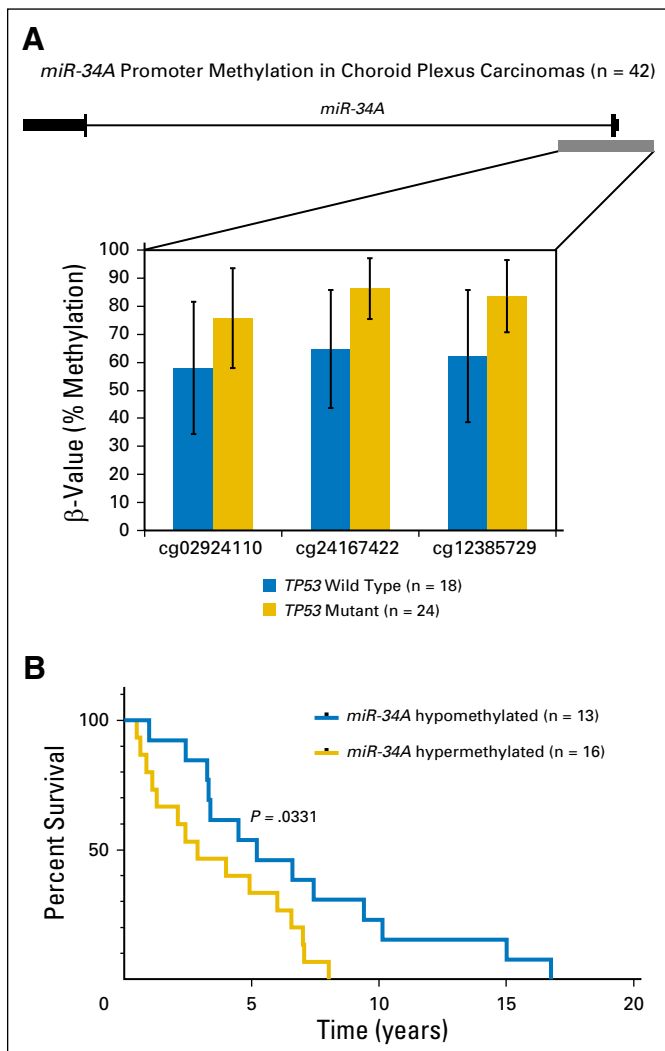 A
miR-34A Promoter Methylation in Choroid Plexus Carcinomas (n = 42)
miR-34A
100
90
80
70
60
50
40
30
20
10
0
β-Value (% Methylation)
cg02924110 cg24167422 cg12385729
TP53 Wild Type (n = 18)
TP53 Mutant (n = 24)
B
miR-34A hypomethylated (n = 13)
miR-34A hypermethylated (n = 16)
100
50
P = .0331
Percent Survival
0 5 10 15 20
Time (years)